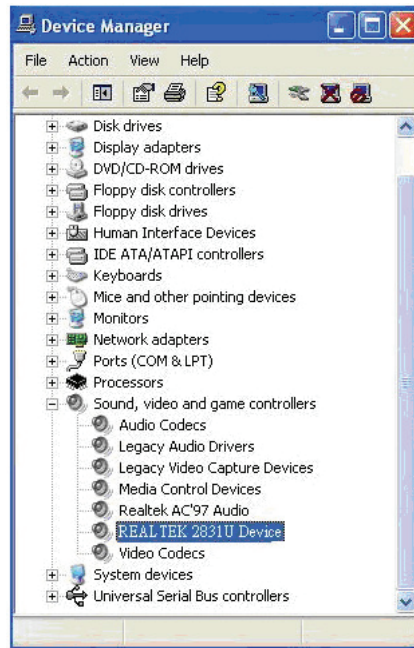 Device Manager
File Action View Help
Disk drives
Display adapters
DVD/CD-ROM drives
Floppy disk controllers
Floppy disk drives
Human Interface Devices
IDE ATA/ATAPI controllers
Keyboards
Mice and other pointing devices
Monitors
Network adapters
Ports (COM & LPT)
Processors
Sound, video and game controllers
Audio Codecs
Legacy Audio Drivers
Legacy Video Capture Devices
Media Control Devices
Realtek AC'97 Audio
REALTEK 2831U Device
Video Codecs
System devices
Universal Serial Bus controllers